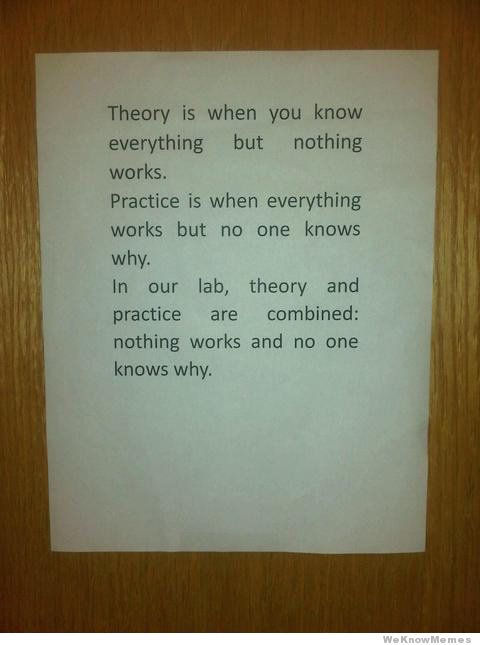 Theory is when you know
everything but nothing
works.
Practice is when everything
works but no one knows
why.
In our lab, theory and
practice are combined:
nothing works and no one
knows why.
WeKnowMemes